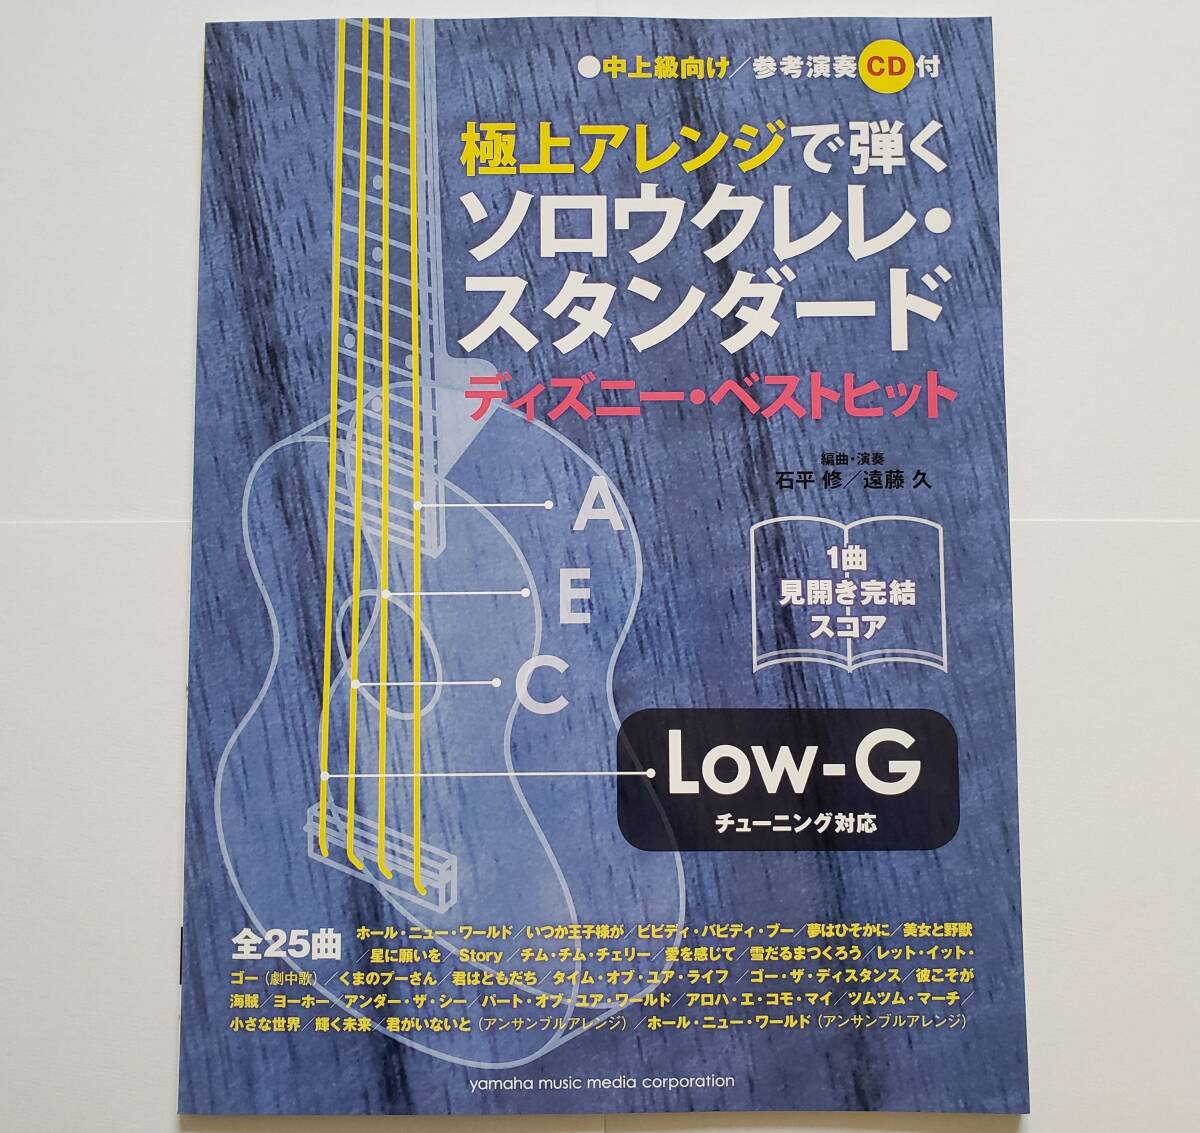 ●中上級向け/参考演奏CD付
極上アレンジで弾く
ソロウクレレ・
スタンダード
ディズニー・ベストヒット
編曲・演奏
石平 修/遠藤 久
A
E
C
1曲
見開き完結
スコア
Low-G
チューニング対応
全25曲
ホール・ニュー・ワールド/いつか王子様が/ビビディ・バビディ・ブー/夢はひそかに/美女と野獣
/星に願いを/Story/チム・チム・チェリー/愛を感じて/雪だるまつくろう/レット・イット・
ゴー(劇中歌)/くまのプーさん/君はともだち/タイム・オブ・ユア・ライフ/ゴー・ザ・ディスタンス/彼こそが
海賊/ヨーホー/アンダー・ザ・シー/パート・オブ・ユア・ワールド/アロハ・エ・コモ・マイ/ツムツム・マーチ/
小さな世界/輝く未来/君がいないと(アンサンブルアレンジ)/ホール・ニュー・ワールド(アンサンブルアレンジ)
yamaha music media corporation